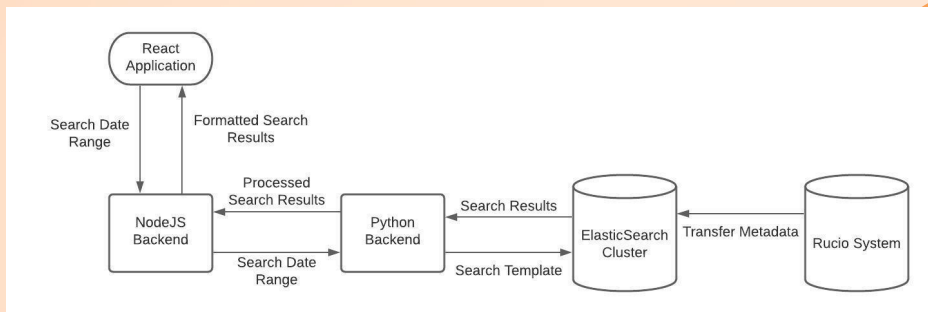 React
Application
Search Date
Range
Formatted Search
Results
NodeJS
Backend
Processed
Search Results
Search Date
Range
Python
Backend
Search Results
Search Template
ElasticSearch
Cluster
Transfer Metadata
Rucio System